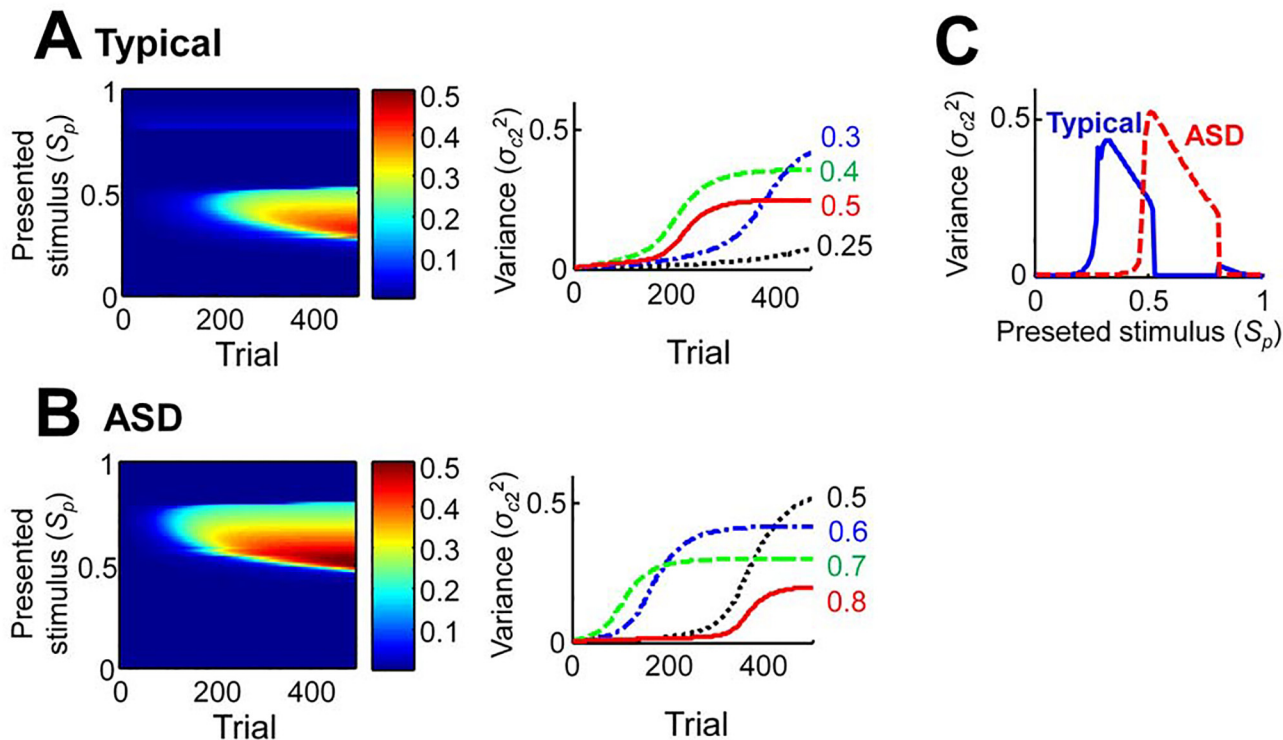 A Typical
Presented
stimulus (Sp)
1
0.5
0
0 200 400
Trial
0.5
0.4
0.3
0.2
0.1
Variance (σc2²)
0.5
0
0 200 400
Trial
0.3
0.4
0.5
0.25
C
Variance (σc2²)
0.5
0
Typical
ASD
0 0.5 1
Preseted stimulus (Sp)
B ASD
Presented
stimulus (Sp)
1
0.5
0
0 200 400
Trial
0.5
0.4
0.3
0.2
0.1
Variance (σc2²)
0.5
0
0 200 400
Trial
0.5
0.6
0.7
0.8